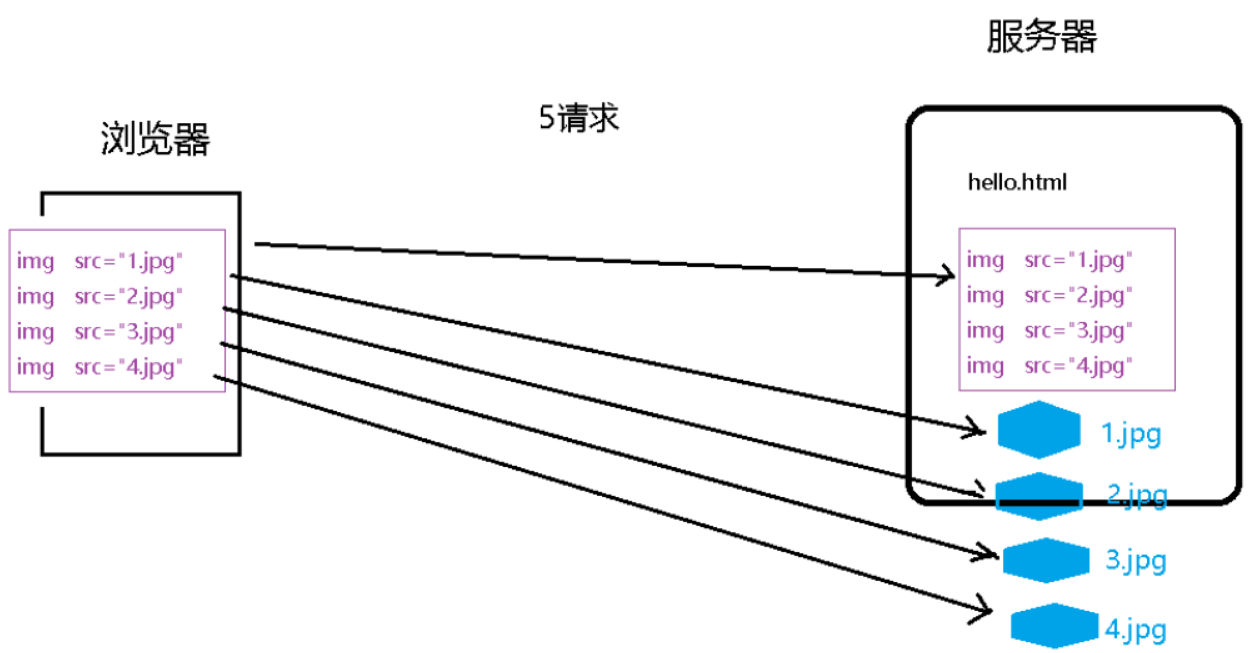 服务器
5请求
浏览器
hello.html
img src="1.jpg"
img src="2.jpg"
img src="3.jpg"
img src="4.jpg"
img src="1.jpg"
img src="2.jpg"
img src="3.jpg"
img src="4.jpg"
1.jpg
2.jpg
3.jpg
4.jpg